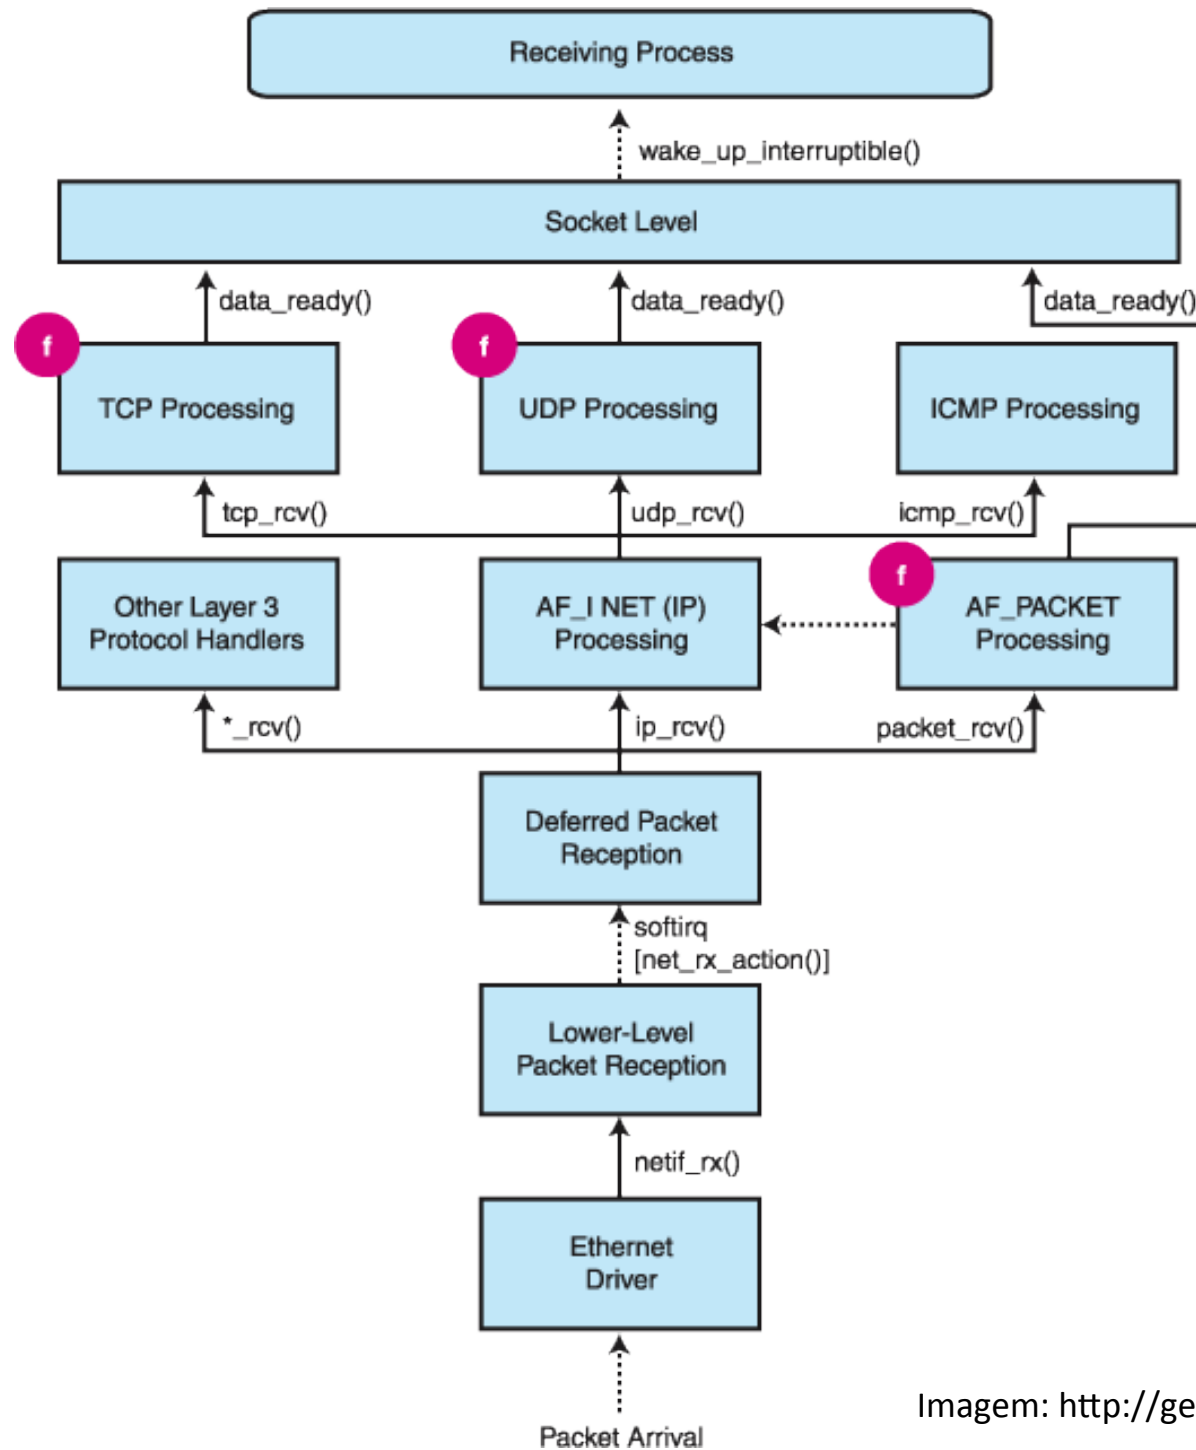 Receiving Process
wake_up_interruptible()
Socket Level
data_ready()
data_ready()
data_ready()
f
f
TCP Processing
UDP Processing
ICMP Processing
tcp_rcv()
udp_rcv()
icmp_rcv()
f
Other Layer 3
Protocol Handlers
AF_I NET (IP)
Processing
AF_PACKET
Processing
*_rcv()
ip_rcv()
packet_rcv()
Deferred Packet
Reception
softirq
[net_rx_action()]
Lower-Level
Packet Reception
netif_rx()
Ethernet
Driver
Packet Arrival
Imagem: http://ge